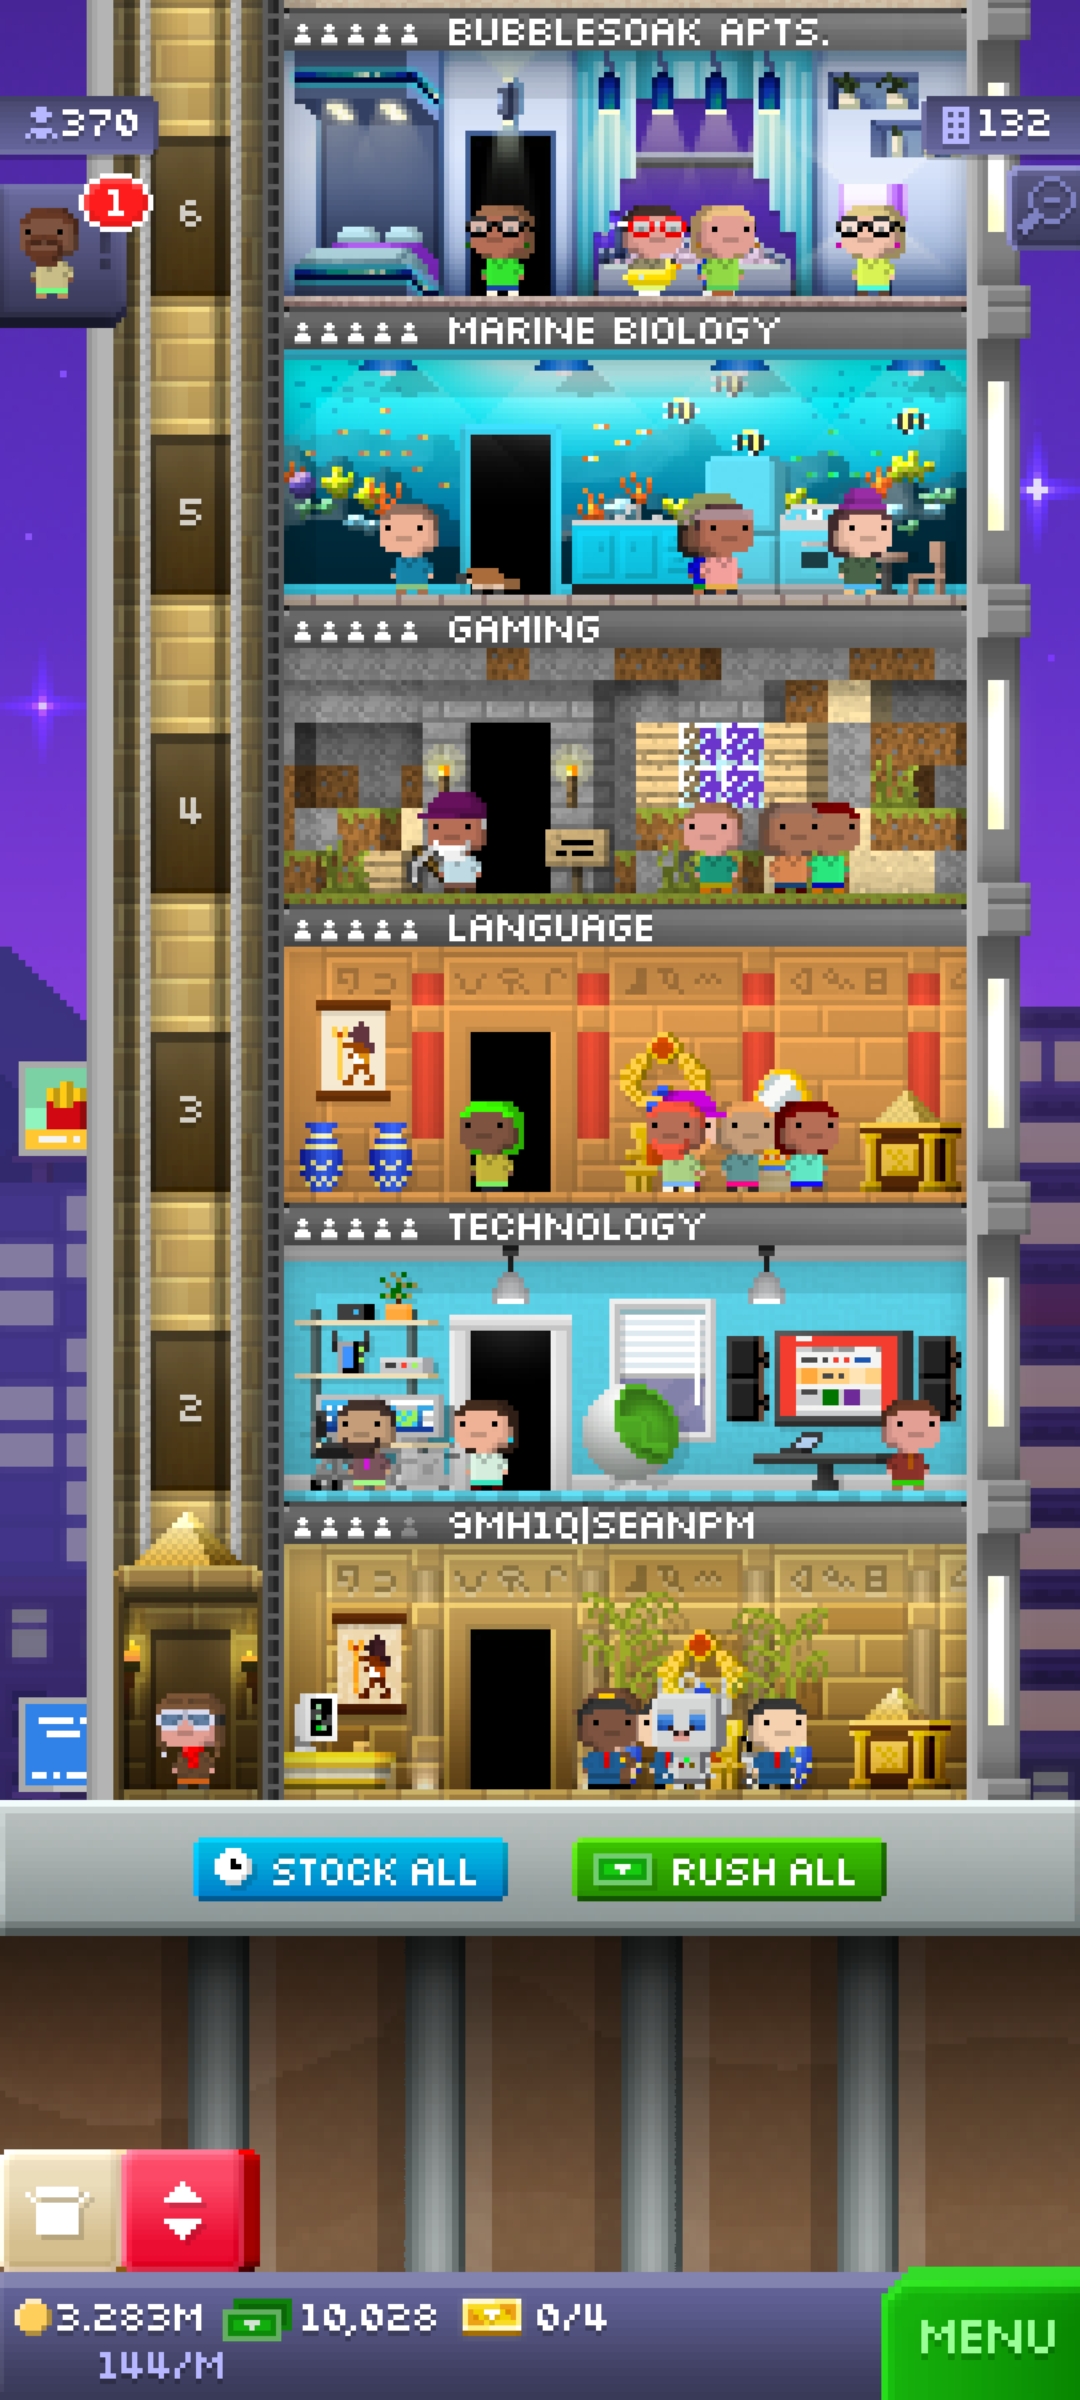 BUBBLESOAK APTS.
370
132
1
6
MARINE BIOLOGY
5
GAMING
4
LANGUAGE
3
TECHNOLOGY
2
9MH1Q|SEANPM
STOCK ALL
RUSH ALL
3.283M
10,028
0/4
144/M
MENU